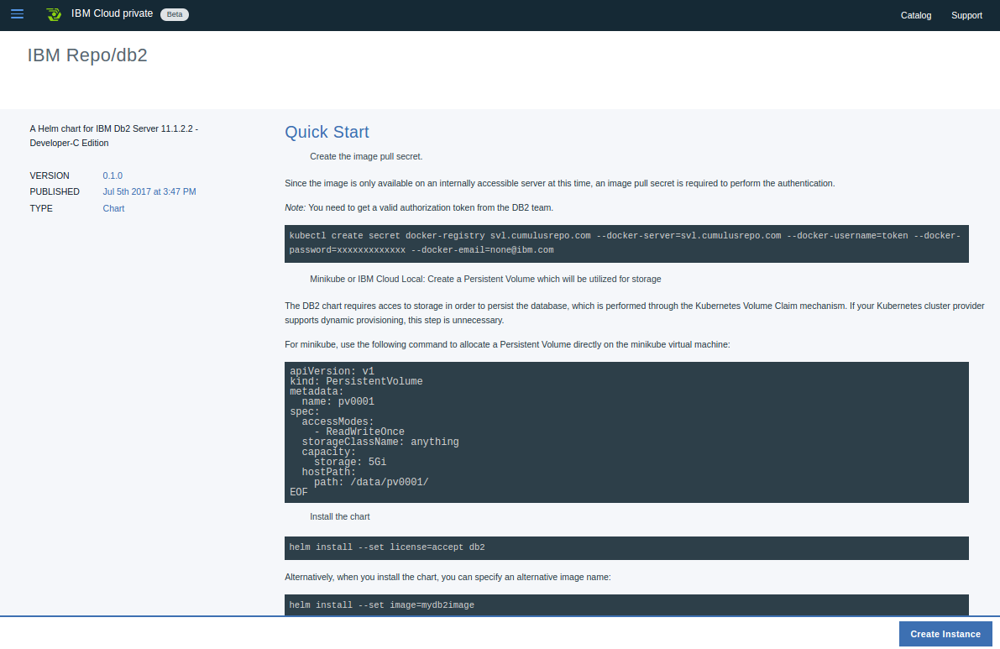 IBM Cloud private Beta Catalog Support
IBM Repo/db2
A Helm chart for IBM Db2 Server 11.1.2.2 -
Developer-C Edition
VERSION 0.1.0
PUBLISHED Jul 5th 2017 at 3:47 PM
TYPE Chart
Quick Start
Create the image pull secret.
Since the image is only available on an internally accessible server at this time, an image pull secret is required to perform the authentication.
Note: You need to get a valid authorization token from the DB2 team.
kubectl create secret docker-registry svl.cumulusrepo.com --docker-server=svl.cumulusrepo.com --docker-username=token --docker-
password=xxxxxxxxxxxxx --docker-email=none@ibm.com
Minikube or IBM Cloud Local: Create a Persistent Volume which will be utilized for storage
The DB2 chart requires acces to storage in order to persist the database, which is performed through the Kubernetes Volume Claim mechanism. If your Kubernetes cluster provider
supports dynamic provisioning, this step is unnecessary.
For minikube, use the following command to allocate a Persistent Volume directly on the minikube virtual machine:
apiVersion: v1
kind: PersistentVolume
metadata:
  name: pv0001
spec:
  accessModes:
    - ReadWriteOnce
  storageClassName: anything
  capacity:
    storage: 5Gi
  hostPath:
    path: /data/pv0001/
EOF
Install the chart
helm install --set license=accept db2
Alternatively, when you install the chart, you can specify an alternative image name:
helm install --set image=mydb2image
Create Instance